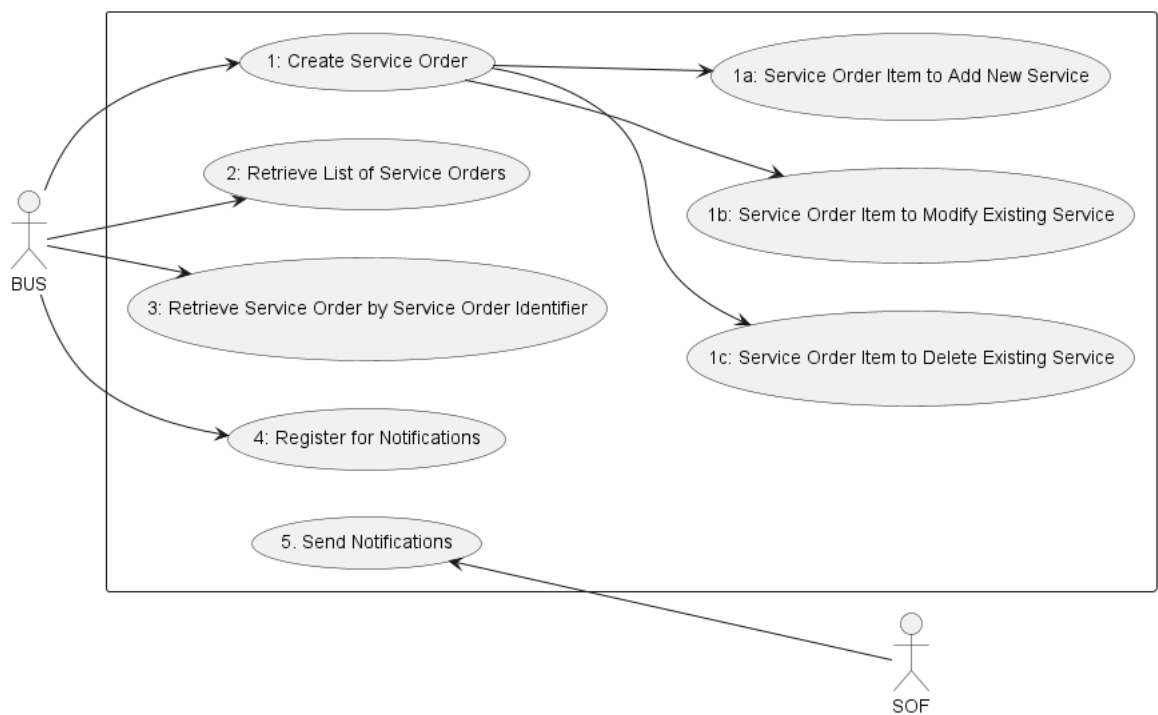 1: Create Service Order
1a: Service Order Item to Add New Service
2: Retrieve List of Service Orders
1b: Service Order Item to Modify Existing Service
BUS
3: Retrieve Service Order by Service Order Identifier
1c: Service Order Item to Delete Existing Service
4: Register for Notifications
5. Send Notifications
SOF